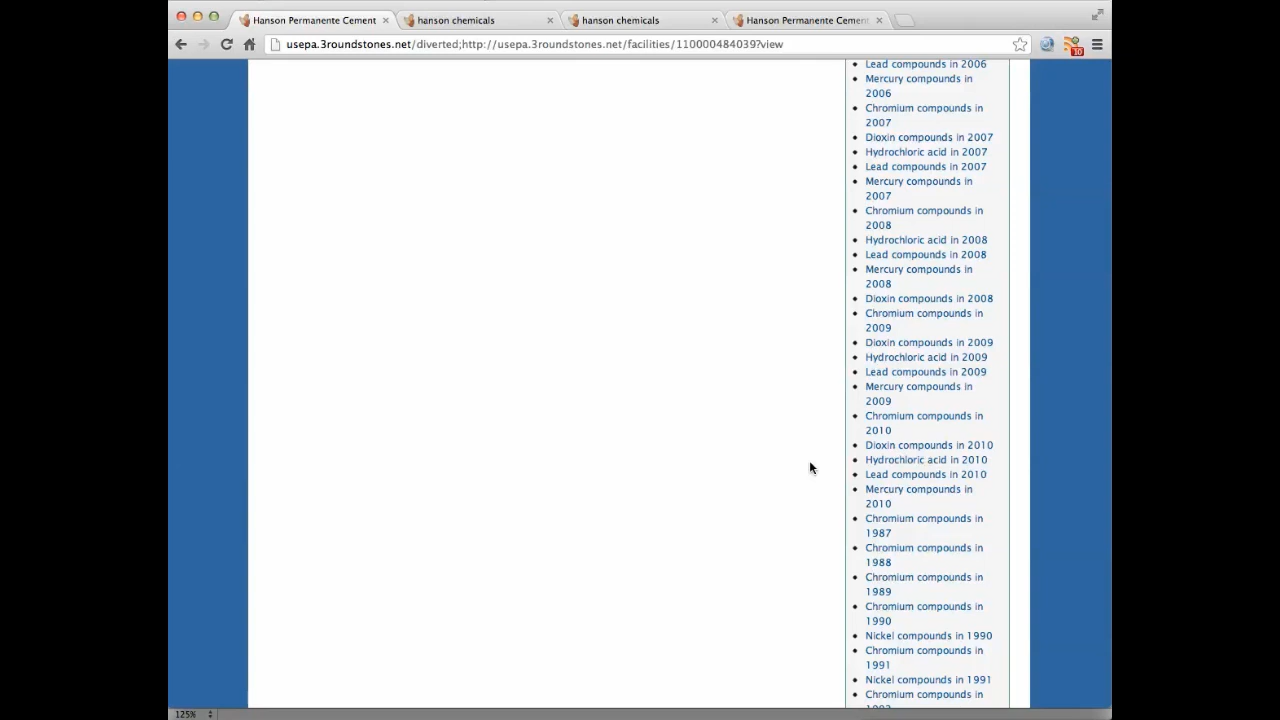 Hanson Permanente Cement
hanson chemicals
hanson chemicals
Hanson Permanente Cement
usepa.3roundstones.net/diverted;http://usepa.3roundstones.net/facilities/110000484039?view
10
Lead compounds in 2006
Mercury compounds in
2006
Chromium compounds in
2007
Dioxin compounds in 2007
Hydrochloric acid in 2007
Lead compounds in 2007
Mercury compounds in
2007
Chromium compounds in
2008
Hydrochloric acid in 2008
Lead compounds in 2008
Mercury compounds in
2008
Dioxin compounds in 2008
Chromium compounds in
2009
Dioxin compounds in 2009
Hydrochloric acid in 2009
Lead compounds in 2009
Mercury compounds in
2009
Chromium compounds in
2010
Dioxin compounds in 2010
Hydrochloric acid in 2010
Lead compounds in 2010
Mercury compounds in
2010
Chromium compounds in
1987
Chromium compounds in
1988
Chromium compounds in
1989
Chromium compounds in
1990
Nickel compounds in 1990
Chromium compounds in
1991
Nickel compounds in 1991
Chromium compounds in
125%